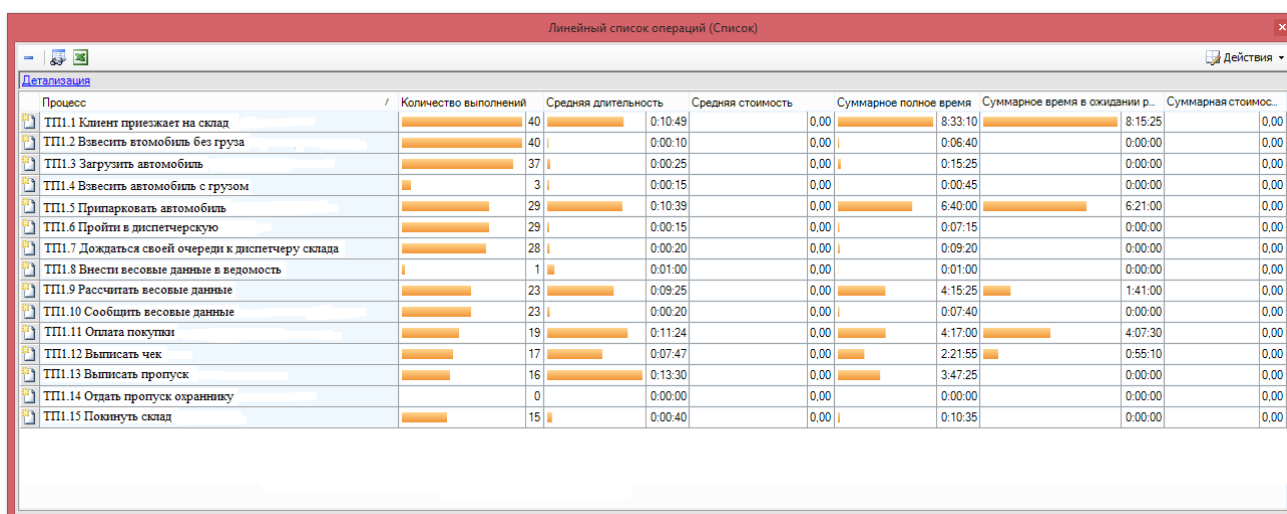 Линейный список операций (Список)
Действия
Детализация
Процесс / Количество выполнений Средняя длительность Средняя стоимость Суммарное полное время Суммарное время в ожидании р... Суммарная стоимос...
ТП1.1 Клиент приезжает на склад 40 0:10:49 0,00 8:33:10 8:15:25 0,00
ТП1.2 Взвесить втомобиль без груза 40 0:00:10 0,00 0:06:40 0:00:00 0,00
ТП1.3 Загрузить автомобиль 37 0:00:25 0,00 0:15:25 0:00:00 0,00
ТП1.4 Взвесить автомобиль с грузом 3 0:00:15 0,00 0:00:45 0:00:00 0,00
ТП1.5 Припарковать автомобиль 29 0:10:39 0,00 6:40:00 6:21:00 0,00
ТП1.6 Пройти в диспетчерскую 29 0:00:15 0,00 0:07:15 0:00:00 0,00
ТП1.7 Дождаться своей очереди к диспетчеру склада 28 0:00:20 0,00 0:09:20 0:00:00 0,00
ТП1.8 Внести весовые данные в ведомость 1 0:01:00 0,00 0:01:00 0:00:00 0,00
ТП1.9 Рассчитать весовые данные 23 0:09:25 0,00 4:15:25 1:41:00 0,00
ТП1.10 Сообщить весовые данные 23 0:00:20 0,00 0:07:40 0:00:00 0,00
ТП1.11 Оплата покупки 19 0:11:24 0,00 4:17:00 4:07:30 0,00
ТП1.12 Выписать чек 17 0:07:47 0,00 2:21:55 0:55:10 0,00
ТП1.13 Выписать пропуск 16 0:13:30 0,00 3:47:25 0:00:00 0,00
ТП1.14 Отдать пропуск охраннику 0 0:00:00 0,00 0:00:00 0:00:00 0,00
ТП1.15 Покинуть склад 15 0:00:40 0,00 0:10:35 0:00:00 0,00